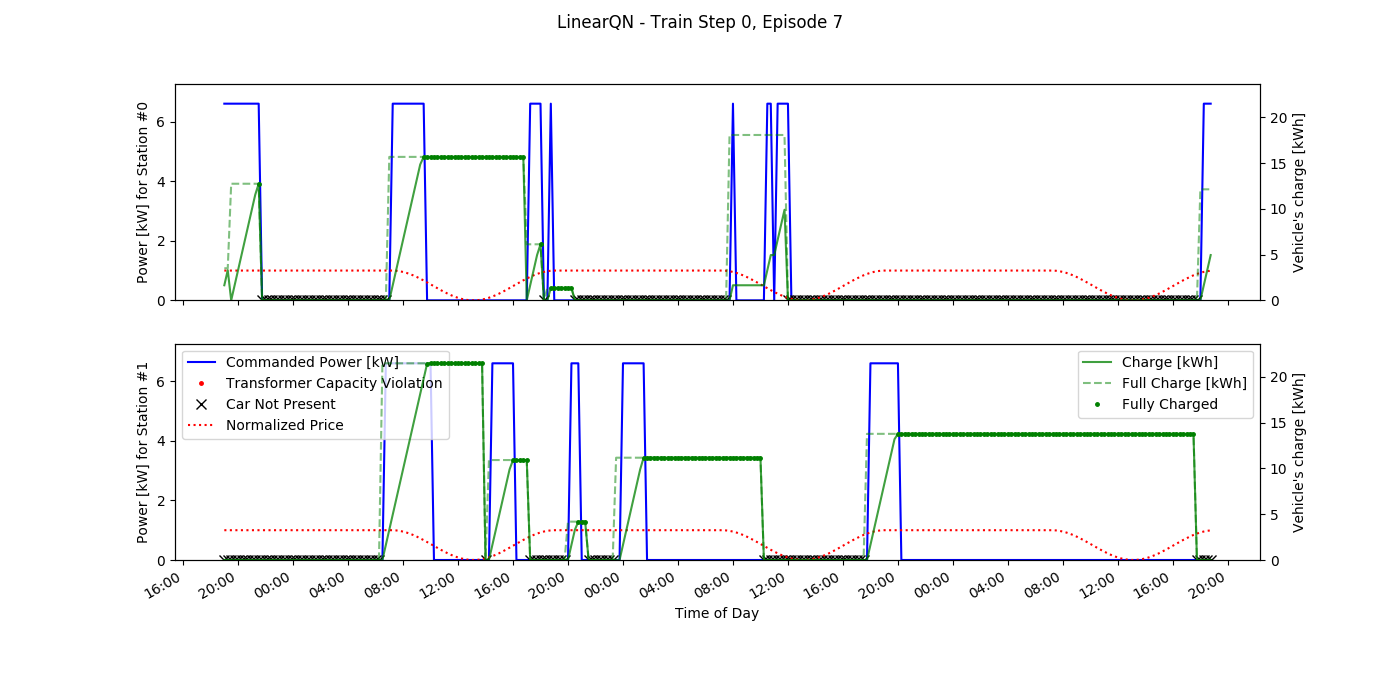 LinearQN - Train Step 0, Episode 7
Power [kW] for Station #0
6
4
2
0
20
15
10
5
0
Vehicle's charge [kWh]
Power [kW] for Station #1
6
4
2
0
Commanded Power [kW]
Transformer Capacity Violation
Car Not Present
Normalized Price
Charge [kWh]
Full Charge [kWh]
Fully Charged
20
15
10
5
0
Vehicle's charge [kWh]
16:00 20:00 00:00 04:00 08:00 12:00 16:00 20:00 00:00 04:00 08:00 12:00 16:00 20:00 00:00 04:00 08:00 12:00 16:00 20:00
Time of Day